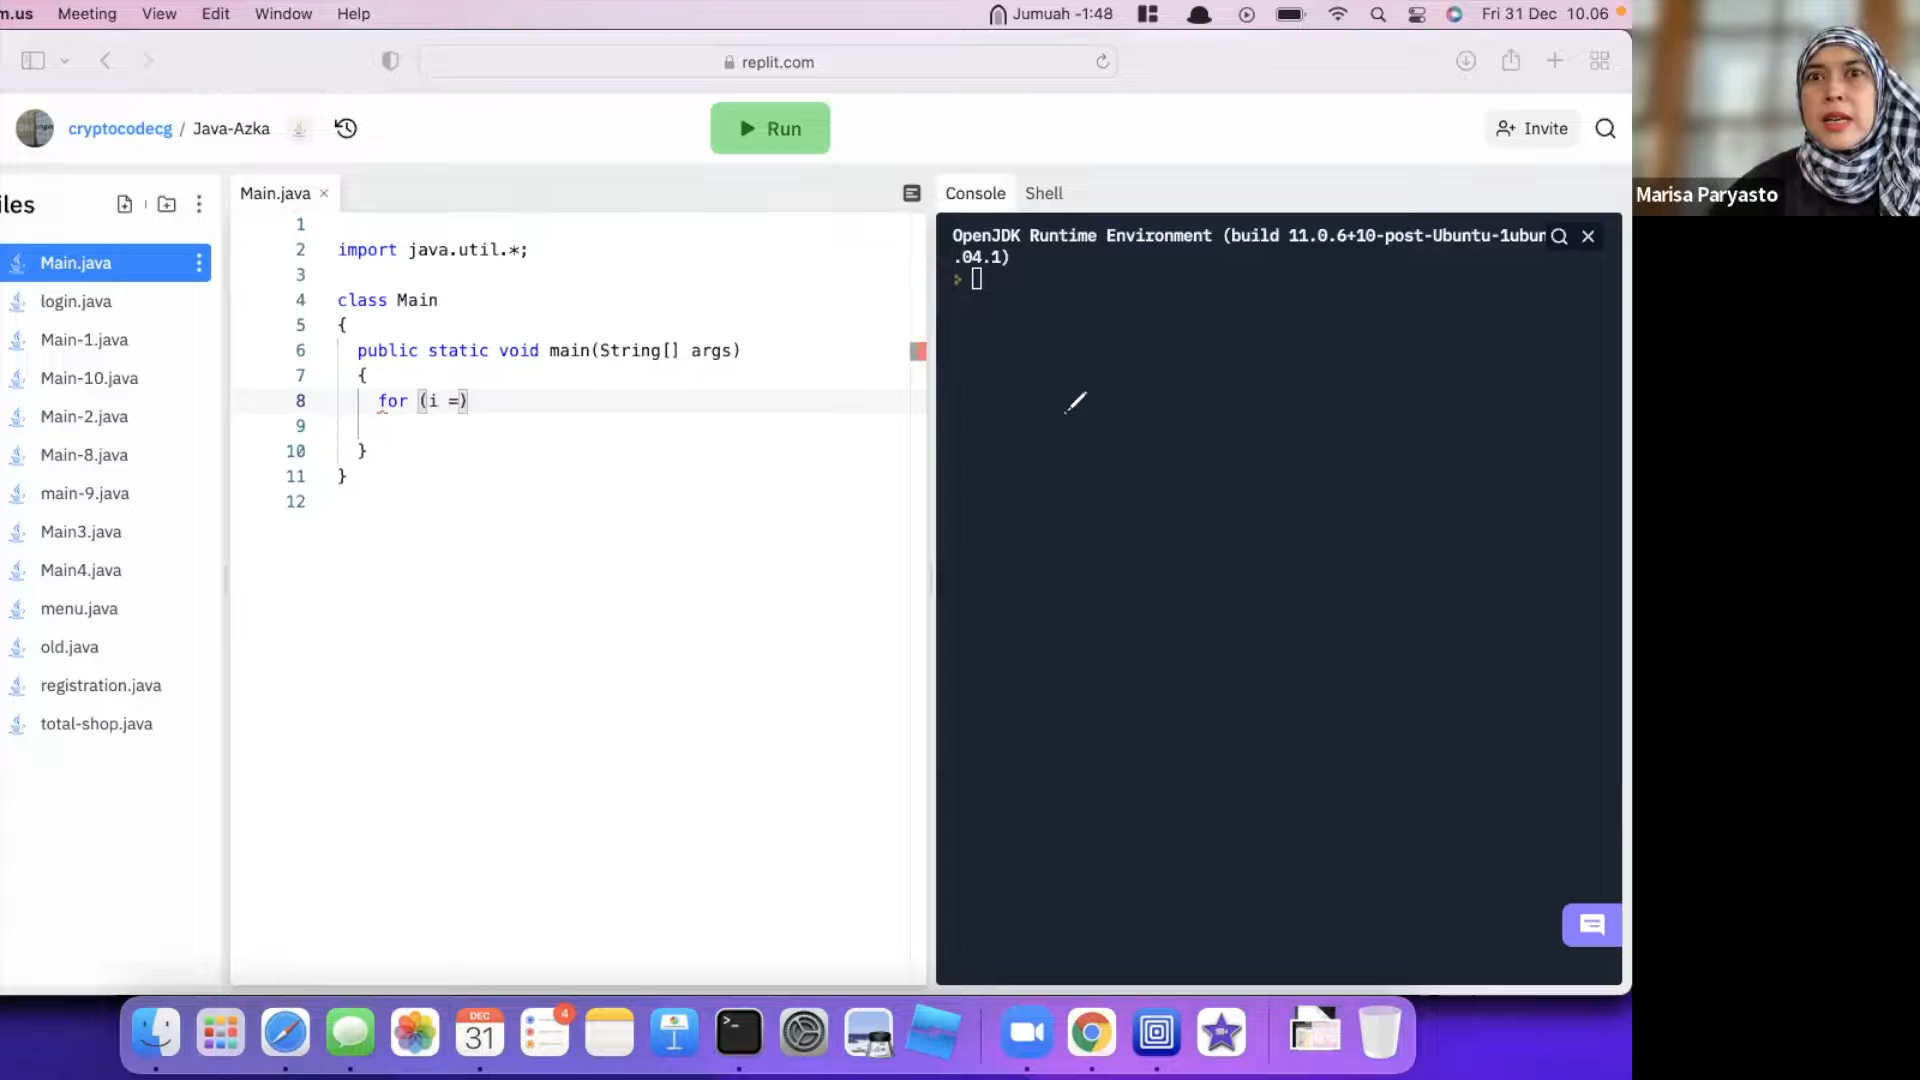 m.us Meeting View Edit Window Help Jumuah -1:48 Fri 31 Dec 10.06
replit.com
cryptocodecg / Java-Azka Run Invite
iles
Main.java
login.java
Main-1.java
Main-10.java
Main-2.java
Main-8.java
main-9.java
Main3.java
Main4.java
menu.java
old.java
registration.java
total-shop.java
Main.java ×
1
2 import java.util.*;
3
4 class Main
5 {
6 public static void main(String[] args)
7 {
8 for (i =)
9
10 }
11 }
12
Console Shell
OpenJDK Runtime Environment (build 11.0.6+10-post-Ubuntu-1ubun
.04.1)
>
Marisa Paryasto
DEC
31
4
>_